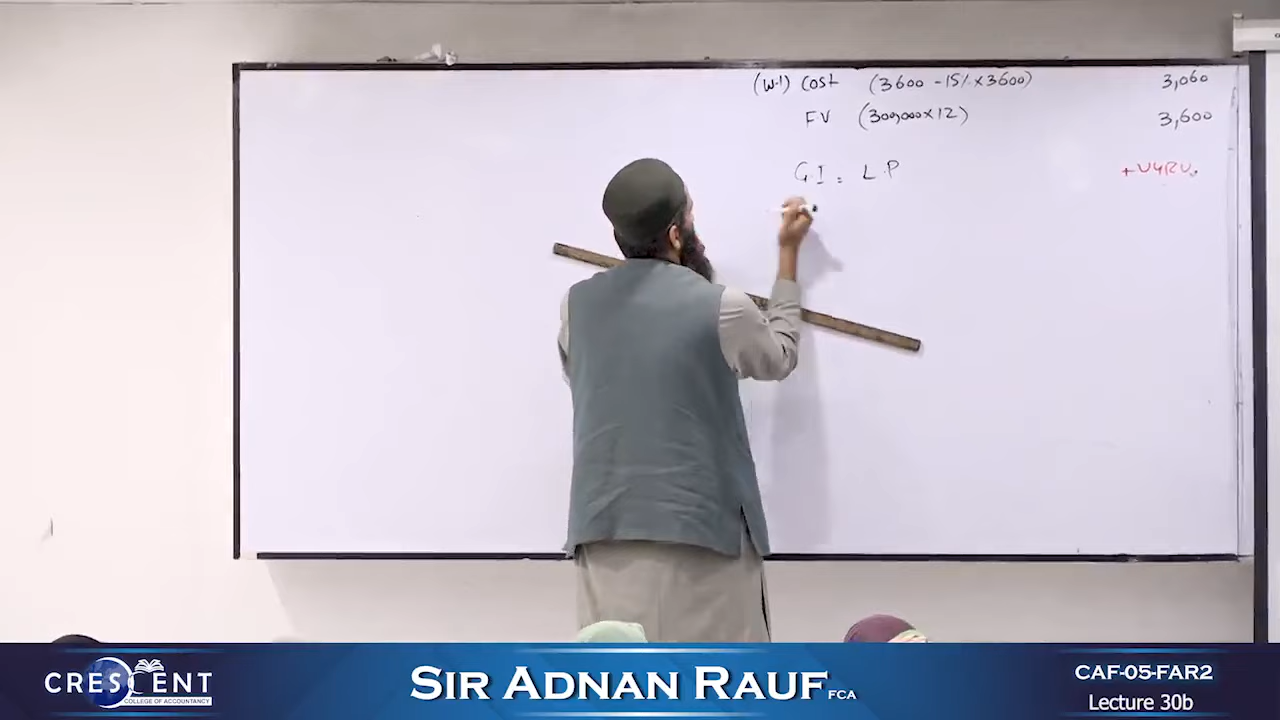 (W-1) Cost (3600 - 15% x 3600) 3,060
FV (300,000 x 12) 3,600
G.I = L.P
CRESCENT
COLLEGE OF ACCOUNTANCY
SIR ADNAN RAUF FCA
CAF-05-FAR2
Lecture 30b